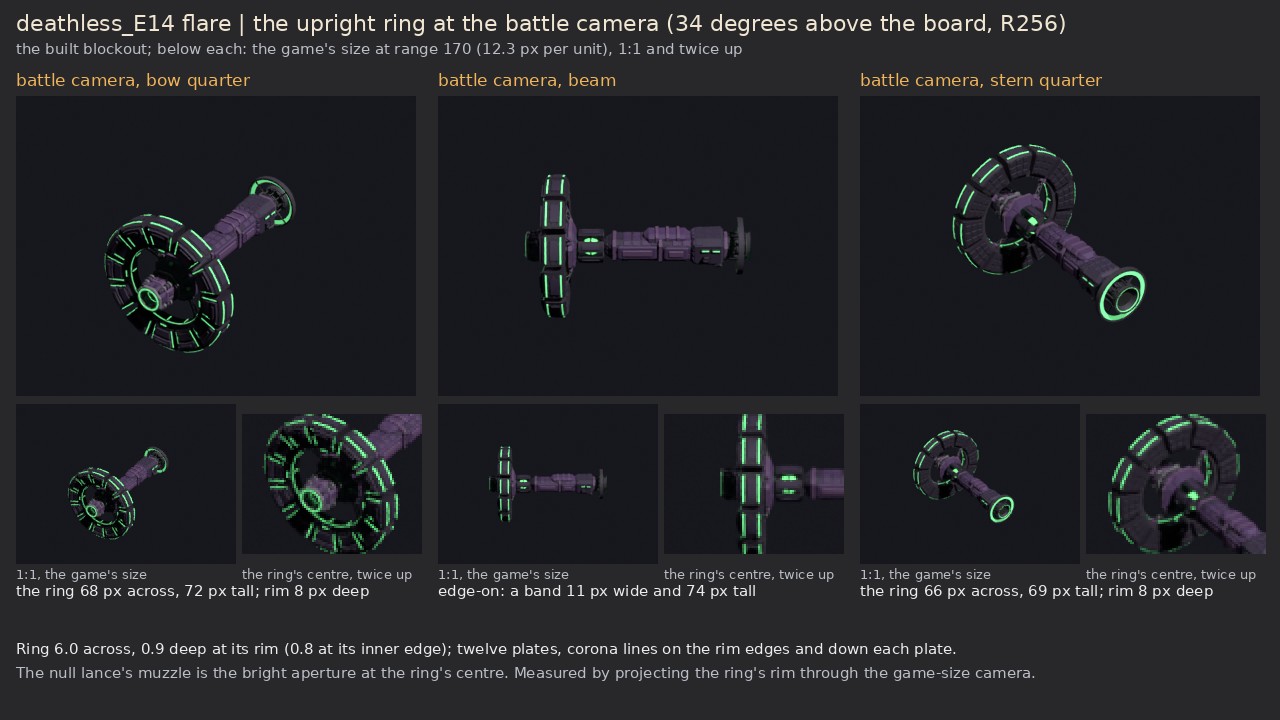 deathless_E14 flare | the upright ring at the battle camera (34 degrees above the board, R256)
the built blockout; below each: the game's size at range 170 (12.3 px per unit), 1:1 and twice up
battle camera, bow quarter
battle camera, beam
battle camera, stern quarter
1:1, the game's size
the ring's centre, twice up
1:1, the game's size
the ring's centre, twice up
1:1, the game's size
the ring's centre, twice up
the ring 68 px across, 72 px tall; rim 8 px deep
edge-on: a band 11 px wide and 74 px tall
the ring 66 px across, 69 px tall; rim 8 px deep
Ring 6.0 across, 0.9 deep at its rim (0.8 at its inner edge); twelve plates, corona lines on the rim edges and down each plate.
The null lance's muzzle is the bright aperture at the ring's centre. Measured by projecting the ring's rim through the game-size camera.